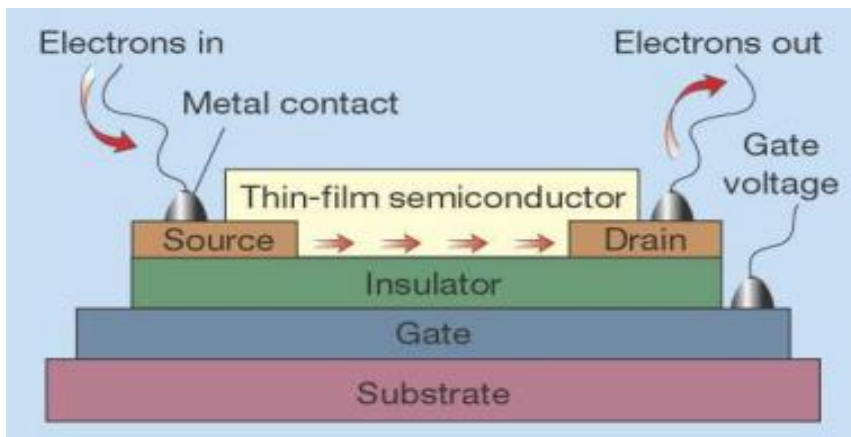 Electrons in
Electrons out
Metal contact
Gate
voltage
Thin-film semiconductor
Source
Drain
Insulator
Gate
Substrate